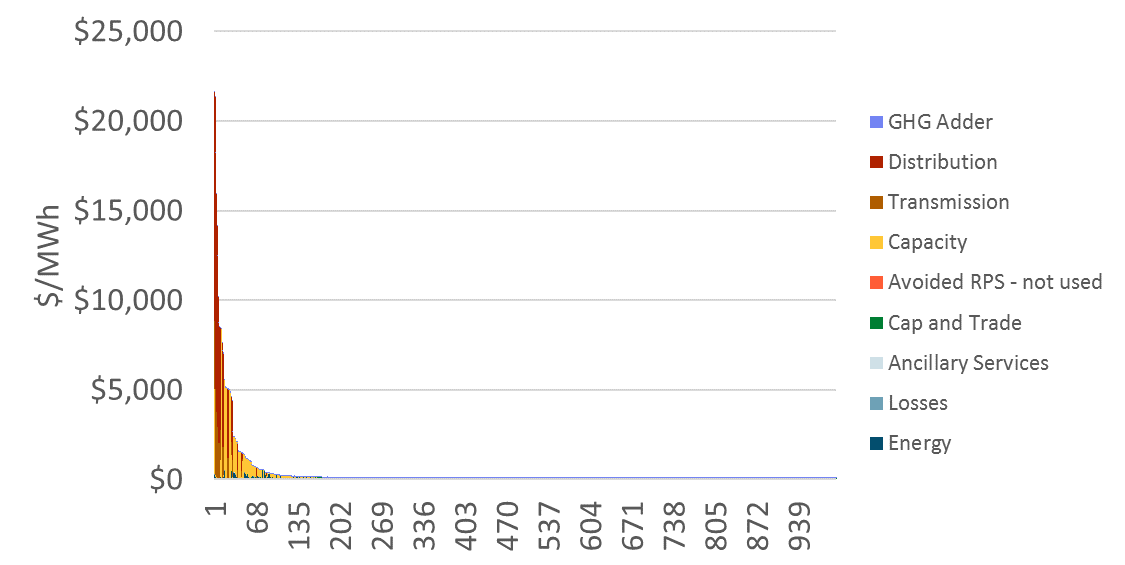 $25,000
$20,000
$15,000
$10,000
$5,000
$0
$/MWh
1
68
135
202
269
336
403
470
537
604
671
738
805
872
939
GHG Adder
Distribution
Transmission
Capacity
Avoided RPS - not used
Cap and Trade
Ancillary Services
Losses
Energy